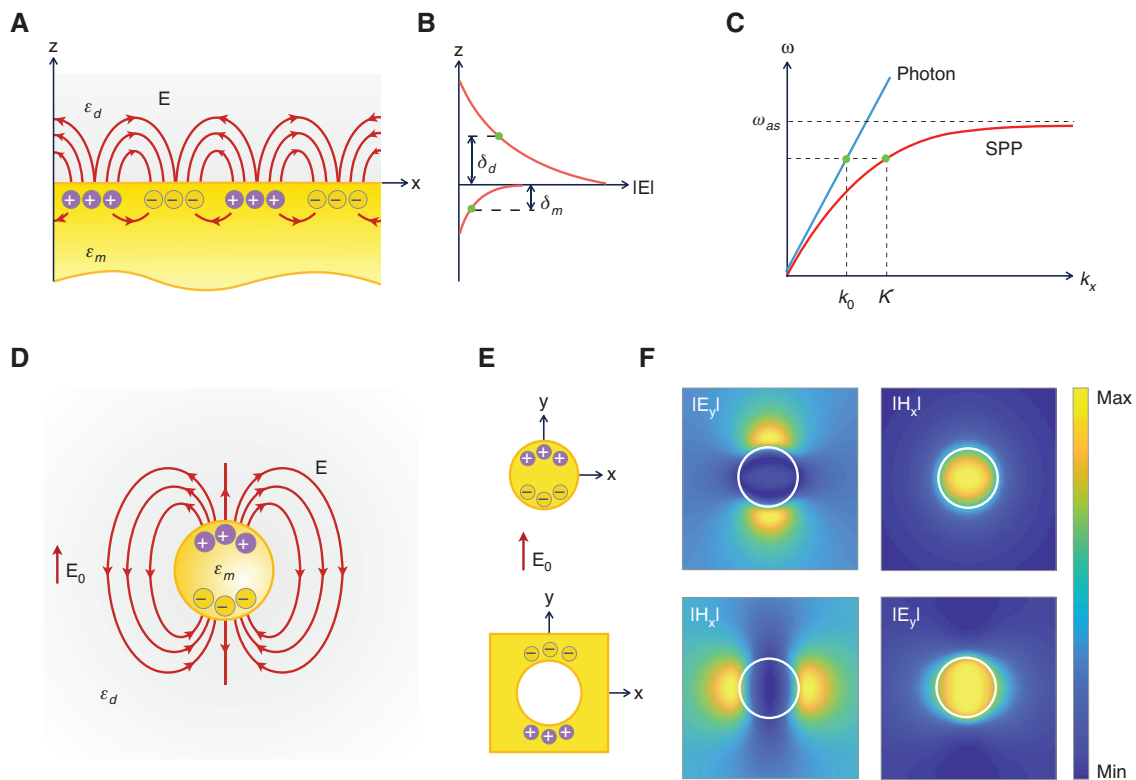 A
z
ε_d
E
x
+ + + − − − + + + − − −
ε_m
B
z
δ_d
|E|
δ_m
C
ω
Photon
ω_as
SPP
k_0
K
k_x
D
E
E_0
+ + +
ε_m
− − −
ε_d
E
y
+ + +
x
− − −
E_0
y
− − −
x
+ + +
F
|E_y|
|H_x|
|H_x|
|E_y|
Max
Min